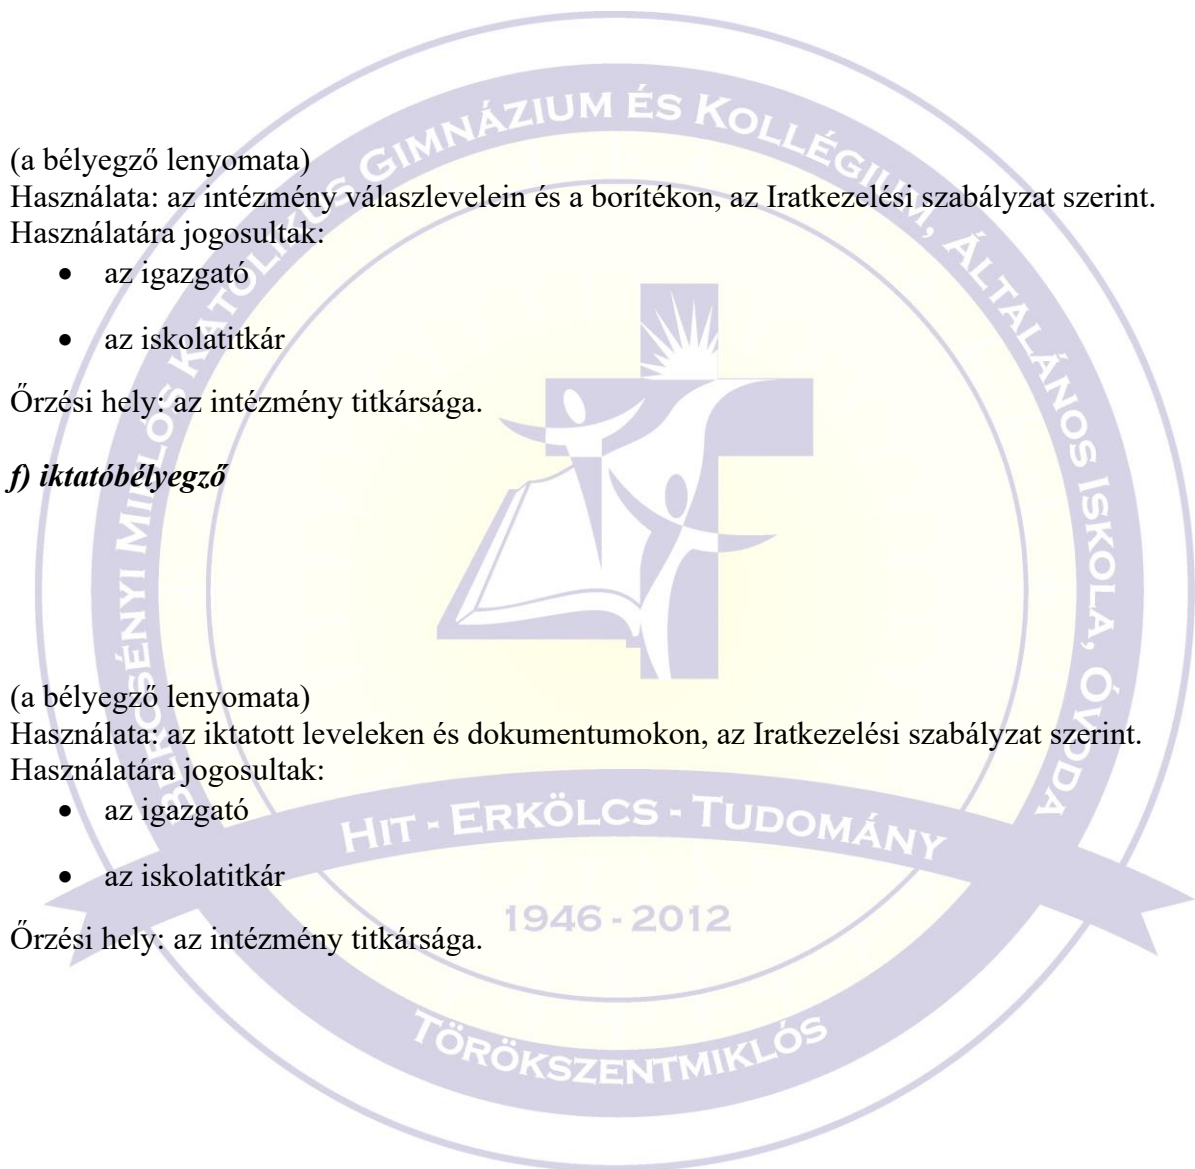 (a bélyegző lenyomata)
Használata: az intézmény válaszlevelein és a borítékon, az Iratkezelési szabályzat szerint.
Használatára jogosultak:
• az igazgató
• az iskolatitkár
Őrzési hely: az intézmény titkársága.
f) iktatóbélyegző
(a bélyegző lenyomata)
Használata: az iktatott leveleken és dokumentumokon, az Iratkezelési szabályzat szerint.
Használatára jogosultak:
• az igazgató
• az iskolatitkár
Őrzési hely: az intézmény titkársága.
BERCSÉNYI MIKLÓS KATOLIKUS GIMNÁZIUM ÉS KOLLÉGIUM, ÁLTALÁNOS ISKOLA, ÓVODA
HIT - ERKÖLCS - TUDOMÁNY
1946 - 2012
TÖRÖKSZENTMIKLÓS